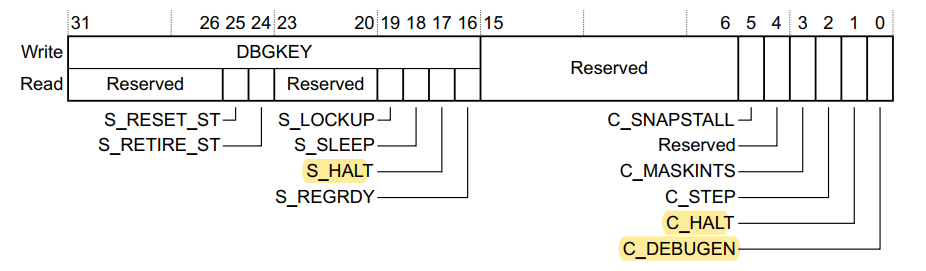 31 26 25 24 23 20 19 18 17 16 15 6 5 4 3 2 1 0
Write DBGKEY
Reserved
Read Reserved Reserved
S_RESET_ST S_LOCKUP C_SNAPSTALL
S_RETIRE_ST S_SLEEP Reserved
S_HALT C_MASKINTS
S_REGRDY C_STEP
C_HALT
C_DEBUGEN